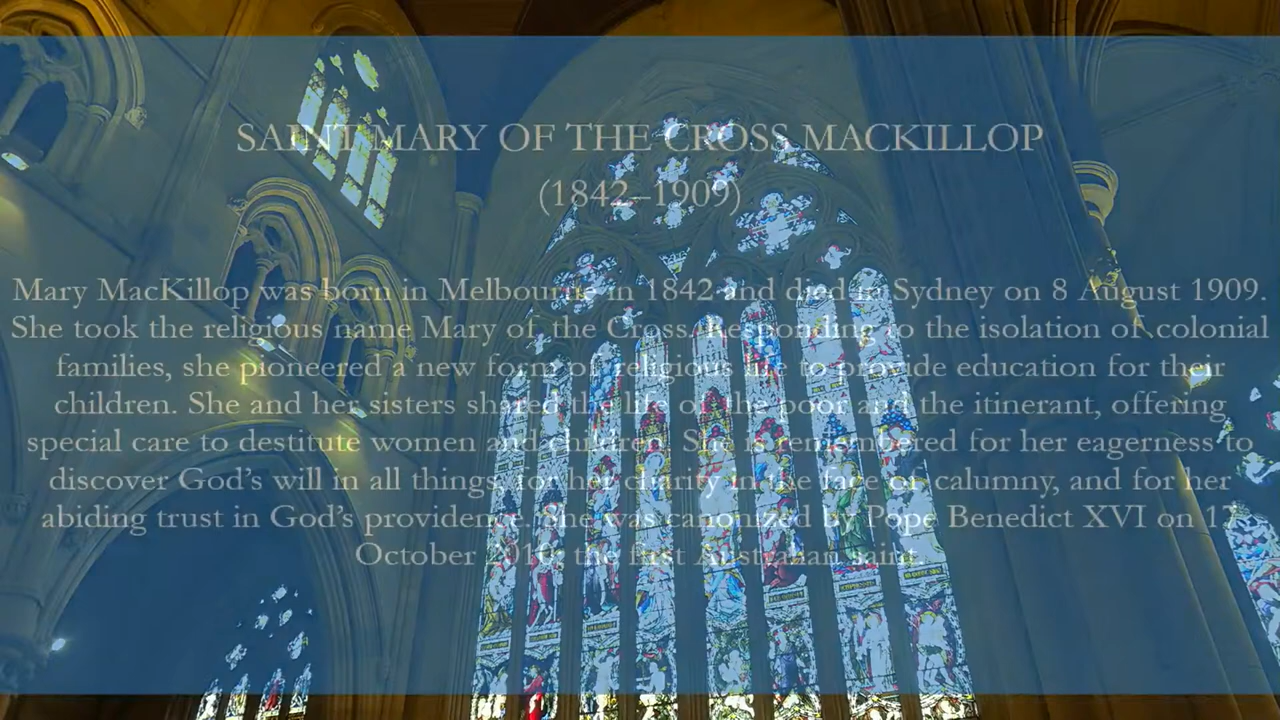 SAINT MARY OF THE CROSS MACKILLOP
(1842–1909)
Mary MacKillop was born in Melbourne in 1842 and died in Sydney on 8 August 1909.
She took the religious name Mary of the Cross. Responding to the isolation of colonial
families, she pioneered a new form of religious life to provide education for their
children. She and her sisters shared the life of the poor and the itinerant, offering
special care to destitute women and children. She is remembered for her eagerness to
discover God's will in all things, for her charity in the face of calumny, and for her
abiding trust in God's providence. She was canonized by Pope Benedict XVI on 17
October 2010, the first Australian saint.